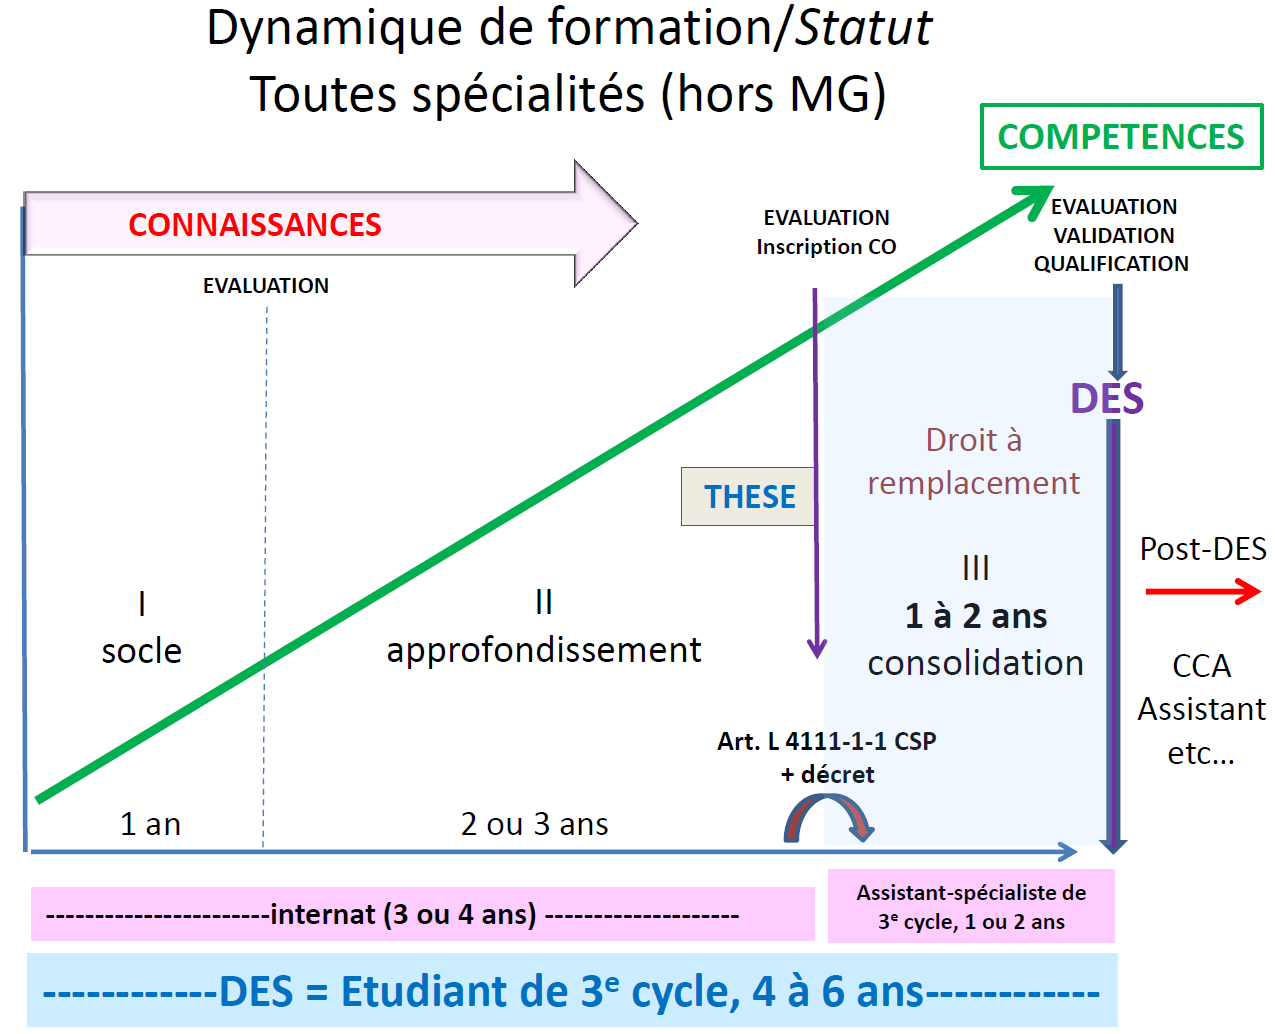 Dynamique de formation/Statut
Toutes spécialités (hors MG)
COMPETENCES
CONNAISSANCES
EVALUATION
EVALUATION
Inscription CO
EVALUATION
VALIDATION
QUALIFICATION
DES
Droit à
remplacement
THESE
I
socle
II
approfondissement
III
1 à 2 ans
consolidation
Post-DES
CCA
Assistant
etc...
Art. L 4111-1-1 CSP
+ décret
1 an
2 ou 3 ans
-----------------------internat (3 ou 4 ans) --------------------
Assistant-spécialiste de
3e cycle, 1 ou 2 ans
------------DES = Etudiant de 3e cycle, 4 à 6 ans------------